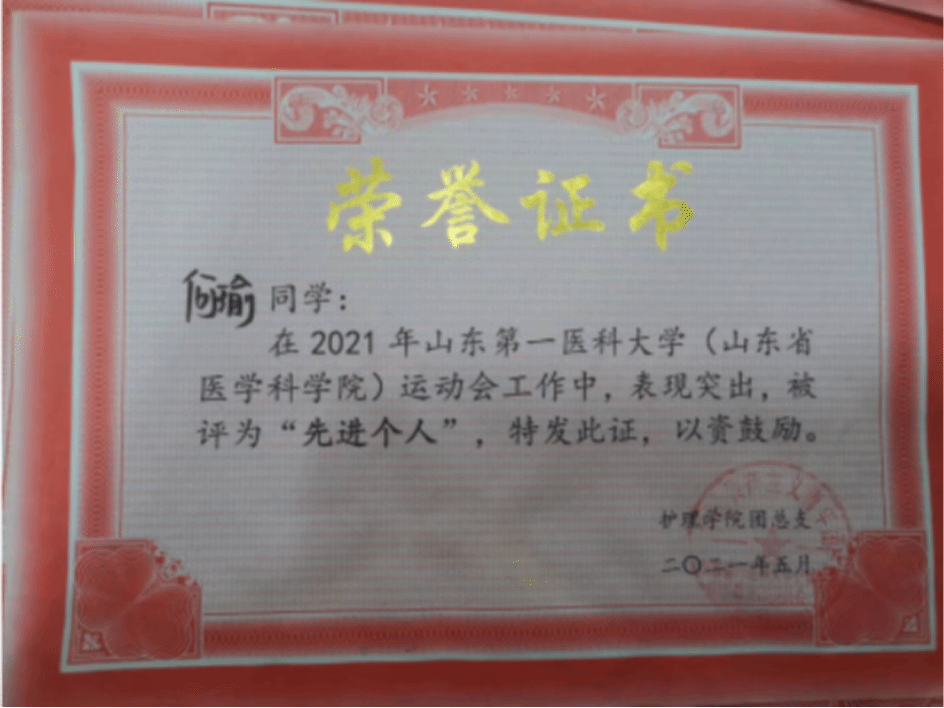 荣誉证书
何瑜 同学：
在 2021 年山东第一医科大学（山东省
医学科学院）运动会工作中，表现突出，被
评为“先进个人”，特发此证，以资鼓励。
护理学院团总支
二〇二一年五月